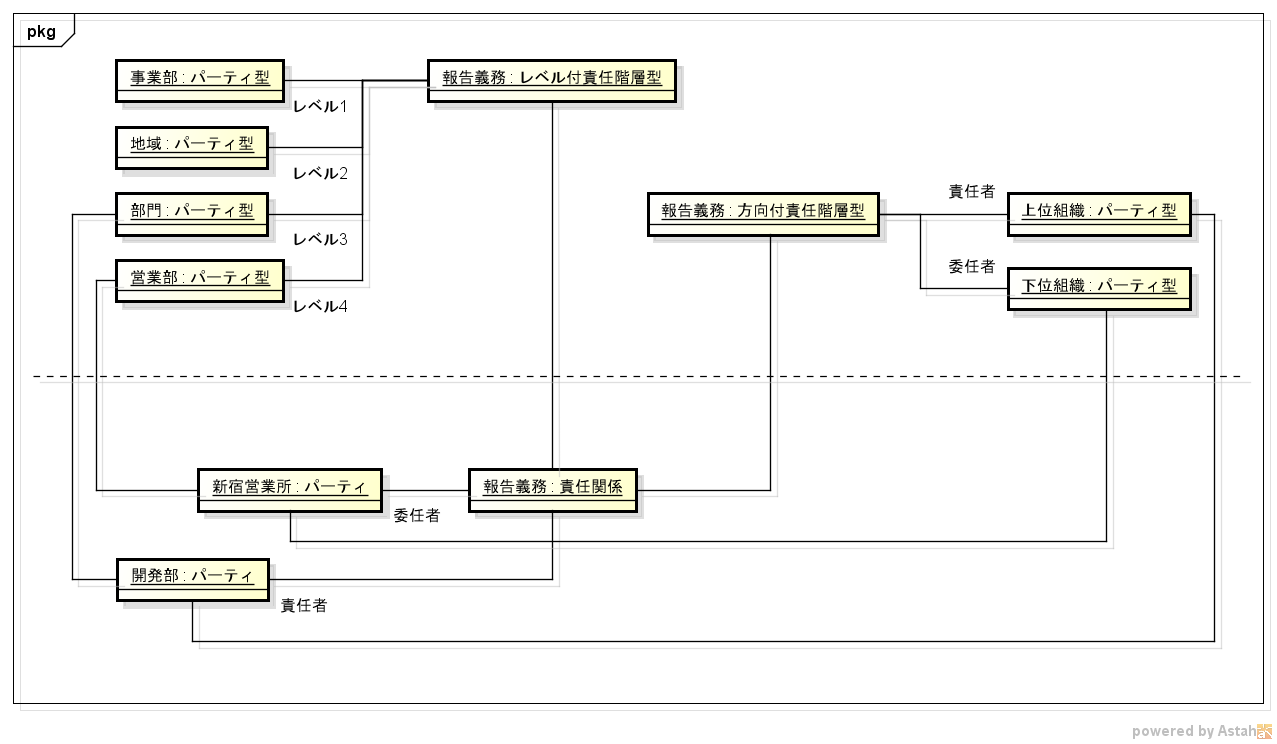 pkg
事業部 : パーティ型
報告義務 : レベル付責任階層型
レベル1
地域 : パーティ型
レベル2
部門 : パーティ型
レベル3
報告義務 : 方向付責任階層型
責任者
上位組織 : パーティ型
営業部 : パーティ型
レベル4
委任者
下位組織 : パーティ型
新宿営業所 : パーティ
委任者
報告義務 : 責任関係
開発部 : パーティ
責任者
powered by Astah